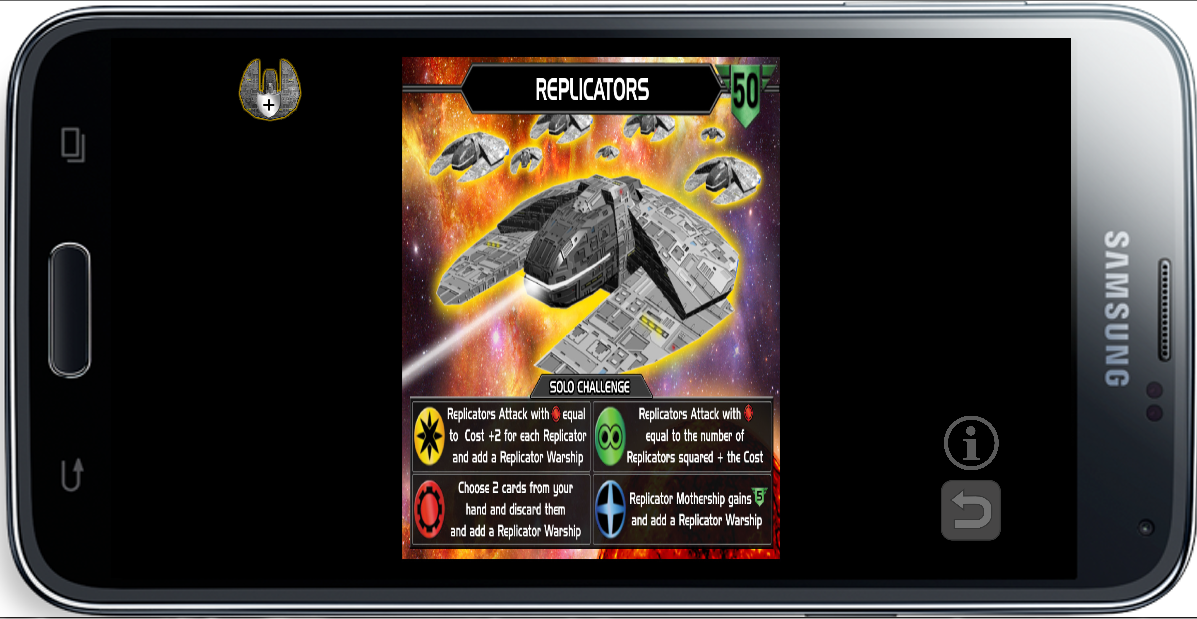 REPLICATORS
50
SOLO CHALLENGE
Replicators Attack with equal
to Cost +2 for each Replicator
and add a Replicator Warship
Replicators Attack with
equal to the number of
Replicators squared + the Cost
Choose 2 cards from your
hand and discard them
and add a Replicator Warship
Replicator Mothership gains 5
and add a Replicator Warship
SAMSUNG